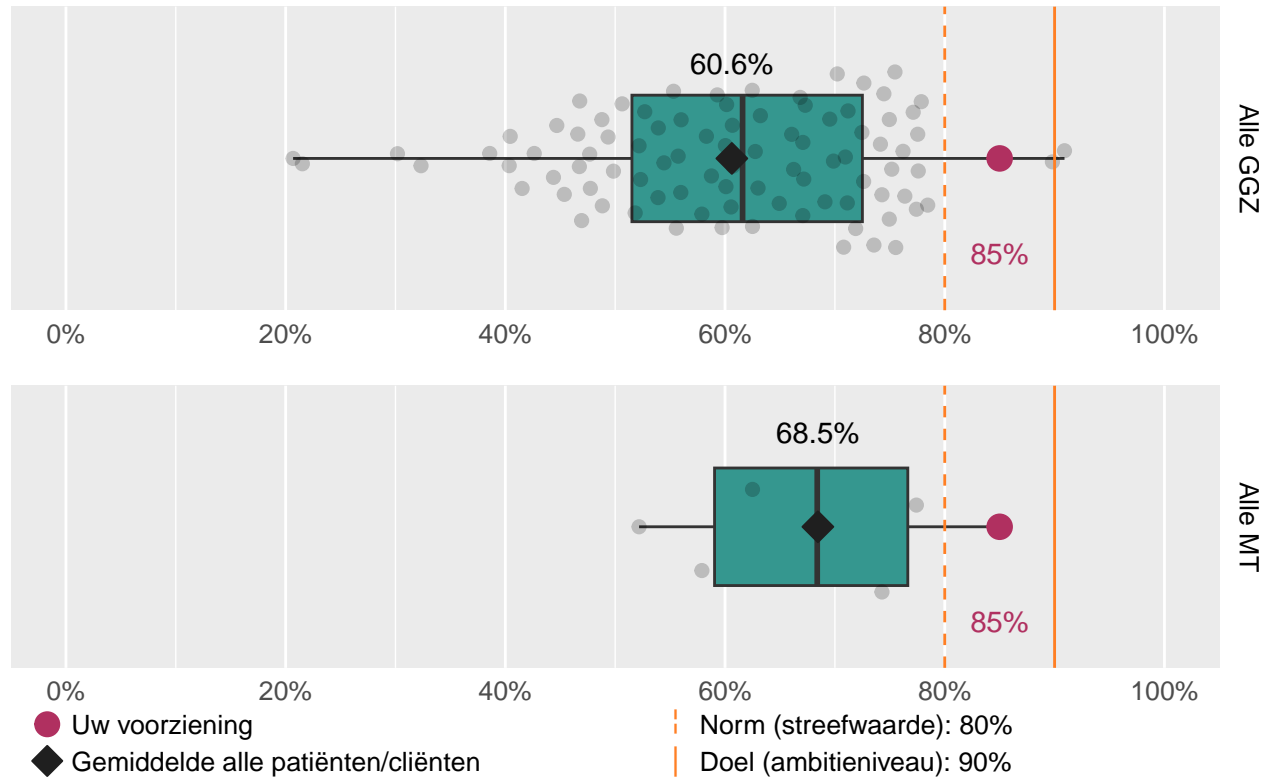 60.6%
Alle GGZ
85%
0% 20% 40% 60% 80% 100%
68.5%
Alle MT
85%
0% 20% 40% 60% 80% 100%
Uw voorziening
Gemiddelde alle patiënten/cliënten
Norm (streefwaarde): 80%
Doel (ambitieniveau): 90%